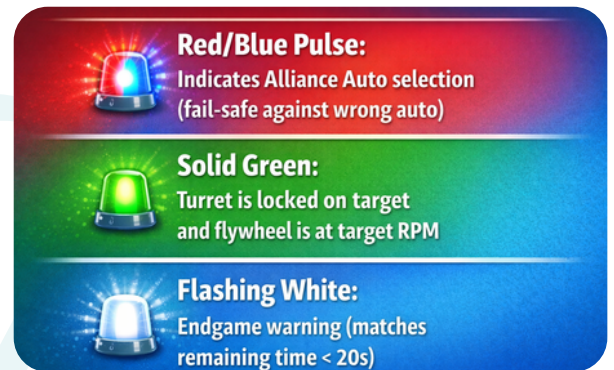 Red/Blue Pulse:
Indicates Alliance Auto selection
(fail-safe against wrong auto)
Solid Green:
Turret is locked on target
and flywheel is at target RPM
Flashing White:
Endgame warning (matches
remaining time < 20s)